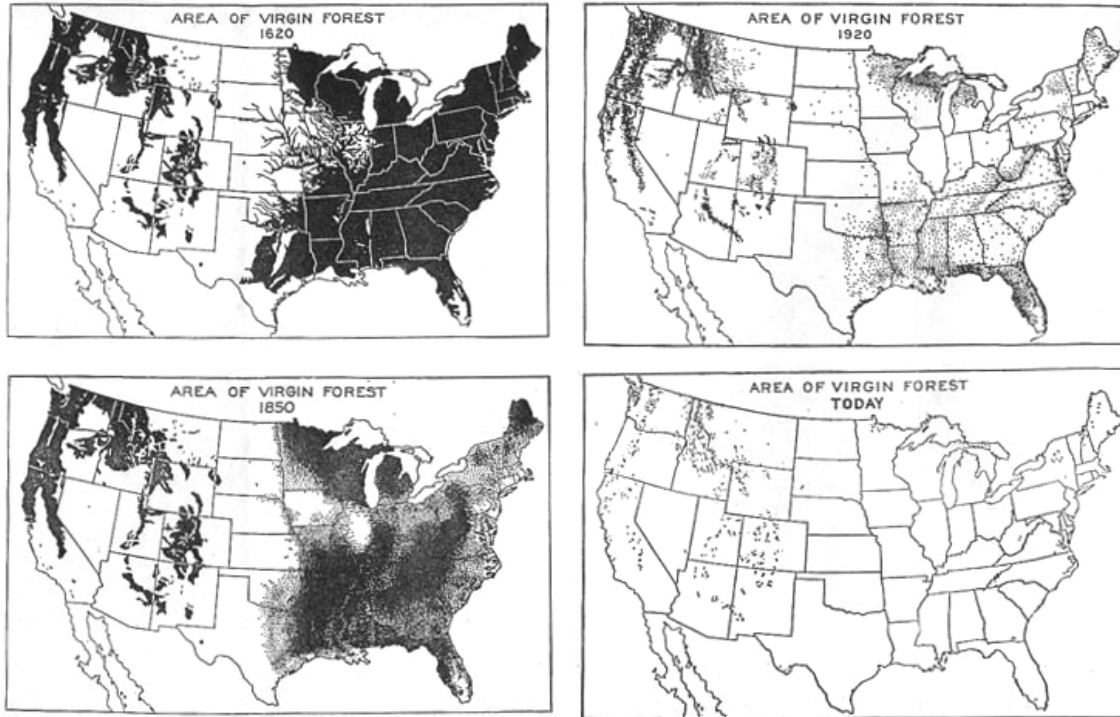 AREA OF VIRGIN FOREST
1620
AREA OF VIRGIN FOREST
1920
AREA OF VIRGIN FOREST
1850
AREA OF VIRGIN FOREST
TODAY